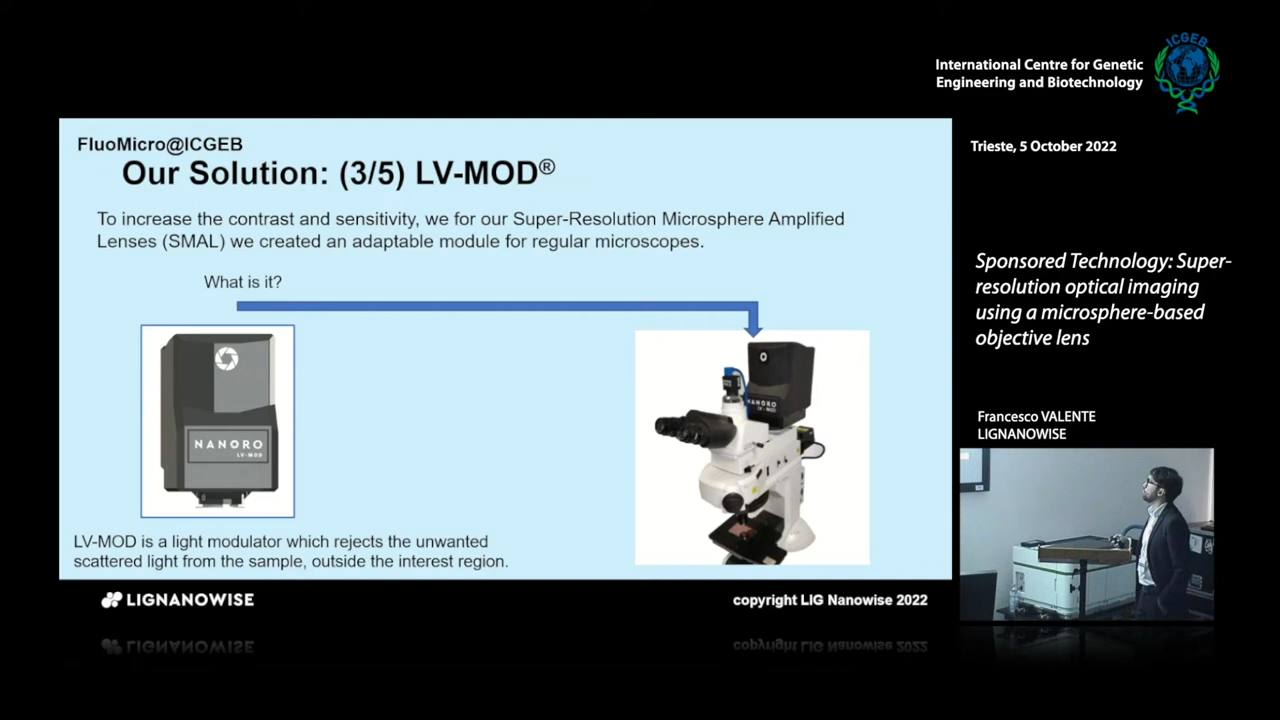 International Centre for Genetic
Engineering and Biotechnology
ICGEB
Trieste, 5 October 2022
FluoMicro@ICGEB
Our Solution: (3/5) LV-MOD®
To increase the contrast and sensitivity, we for our Super-Resolution Microsphere Amplified
Lenses (SMAL) we created an adaptable module for regular microscopes.
What is it?
NANORO
LV-MOD
NANORO
LV - MOD
LV-MOD is a light modulator which rejects the unwanted
scattered light from the sample, outside the interest region.
LIGNANOWISE
copyright LIG Nanowise 2022
Sponsored Technology: Super-
resolution optical imaging
using a microsphere-based
objective lens
Francesco VALENTE
LIGNANOWISE